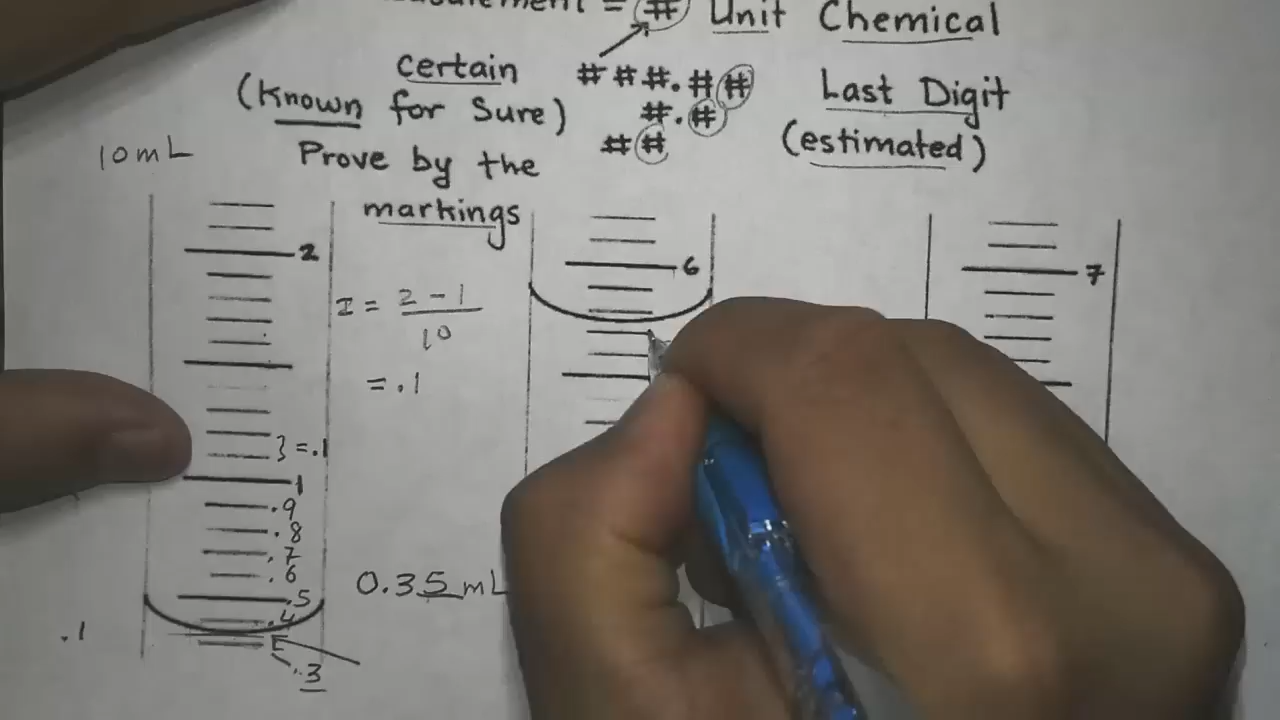 = # Unit Chemical
certain ###.## Last Digit
(Known for Sure) #.# (estimated)
10mL Prove by the ##
markings
2 6 7
I = 2 - 1
10
= .1
3 = .1
1
.9
.8
.7
.6
0.35 mL
.5
.4
.1
.3